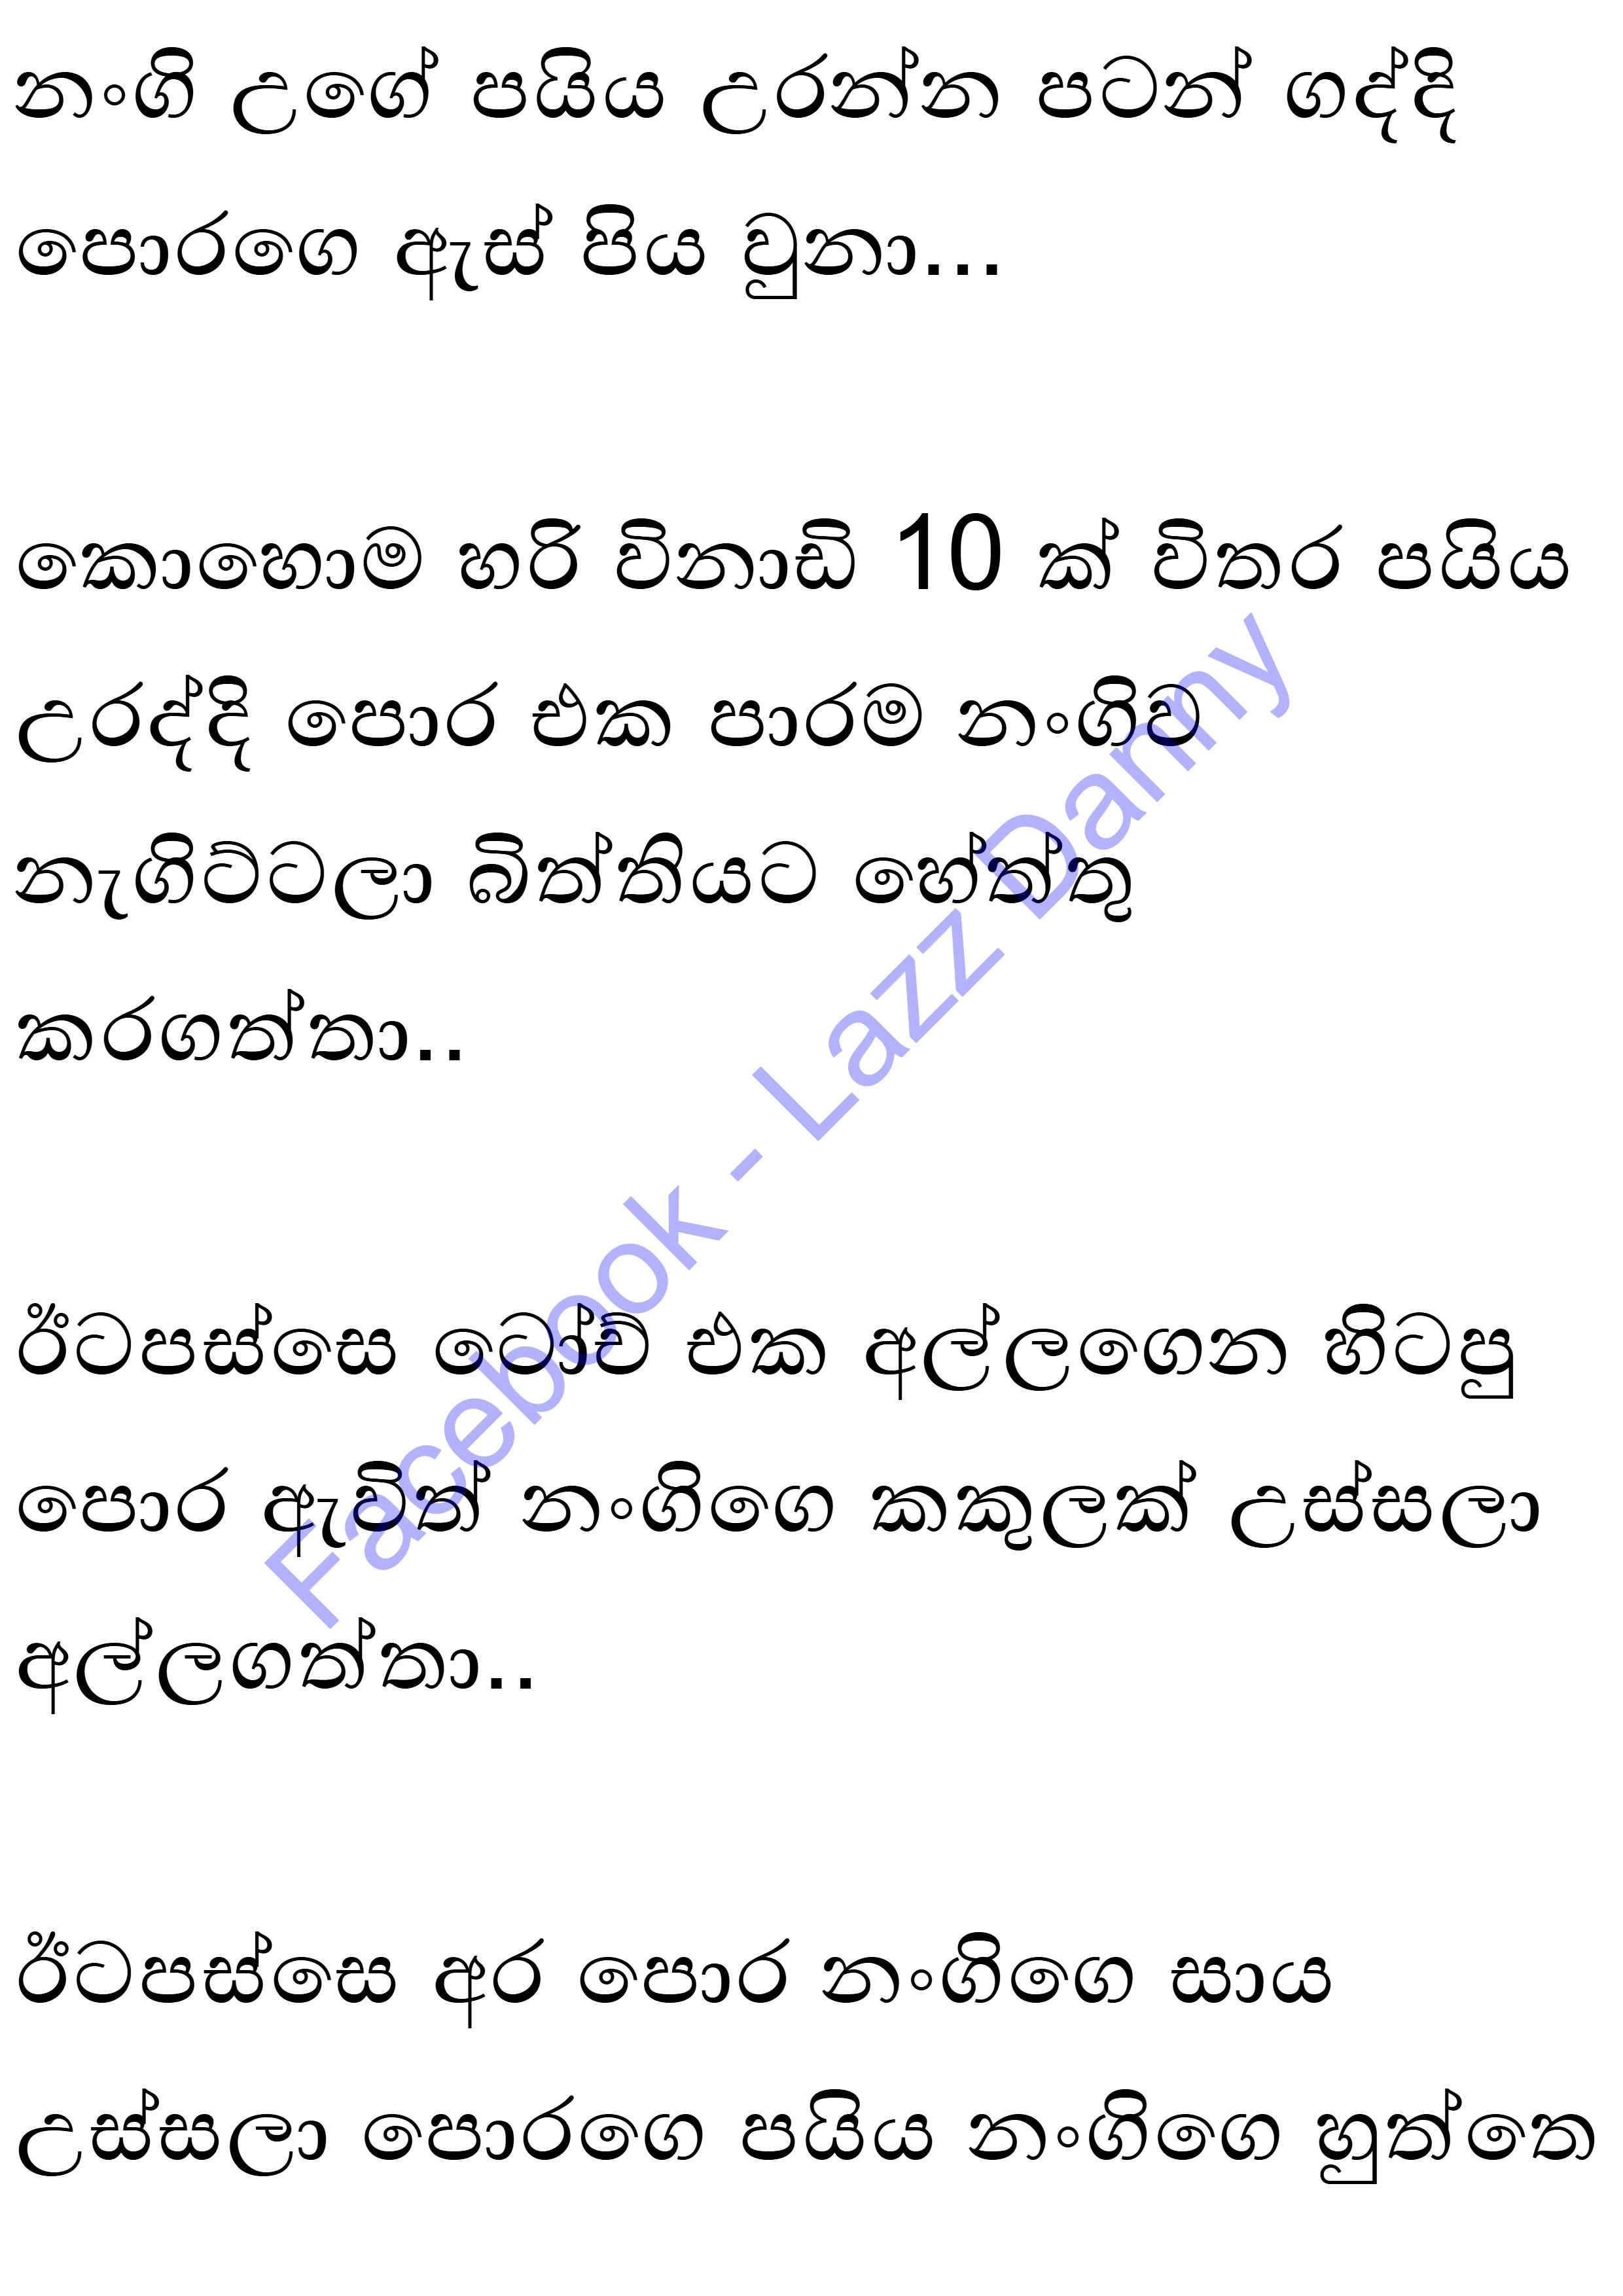 නංගි උගේ පයිය උරන්න පටන් ගද්දි
පොරගෙ ඇස් පිය වුනා...
කොහොම හරි විනාඩි 10 ක් විතර පයිය
උරද්දි පොර එක පාරම නංගිව
නැගිට්ටලා බිත්තියට හේත්තු
කරගත්තා..
ඊටපස්සෙ ටෝච් එක අල්ලගෙන හිටපු
පොර ඇවිත් නංගිගෙ කකුලක් උස්සලා
අල්ලගත්තා..
ඊටපස්සෙ අර පොර නංගිගෙ සාය
උස්සලා පොරගෙ පයිය නංගිගෙ හුත්තෙ
Facebook - Lazz Danny